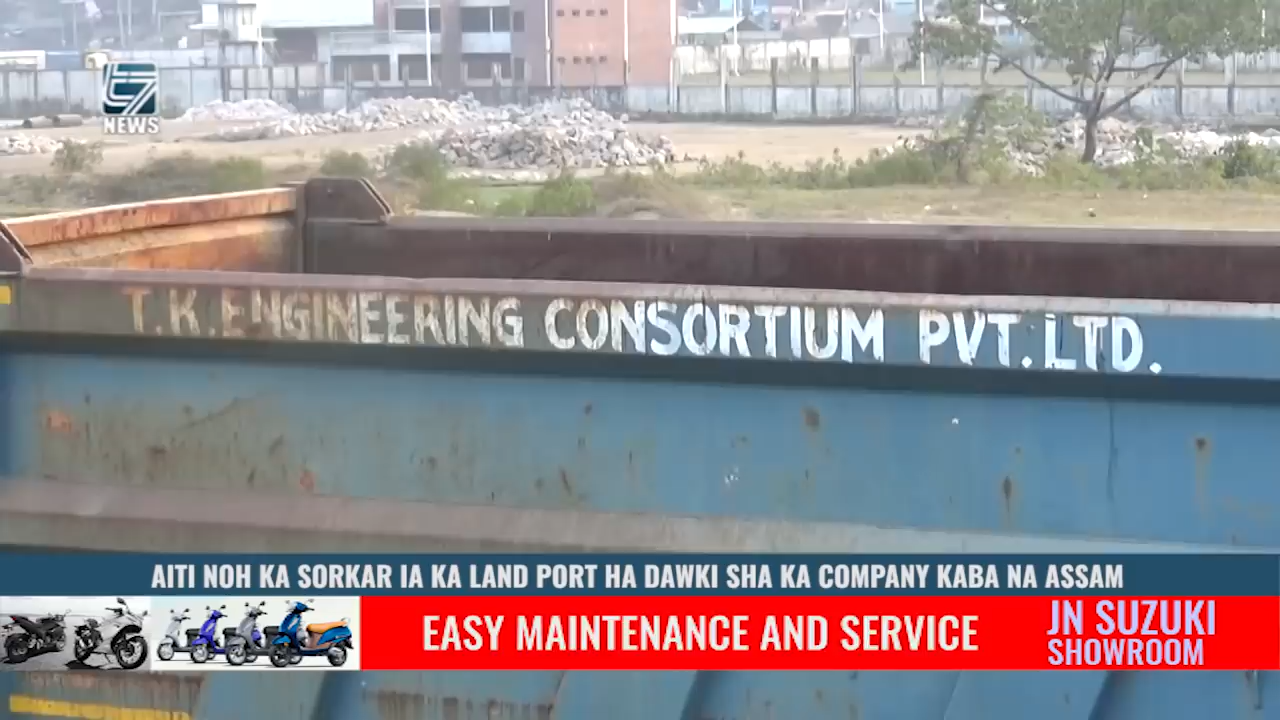 T7
NEWS
T.K.ENGINEERING CONSORTIUM PVT. LTD.
AITI NOH KA SORKAR IA KA LAND PORT HA DAWKI SHA KA COMPANY KABA NA ASSAM
EASY MAINTENANCE AND SERVICE
JN SUZUKI
SHOWROOM